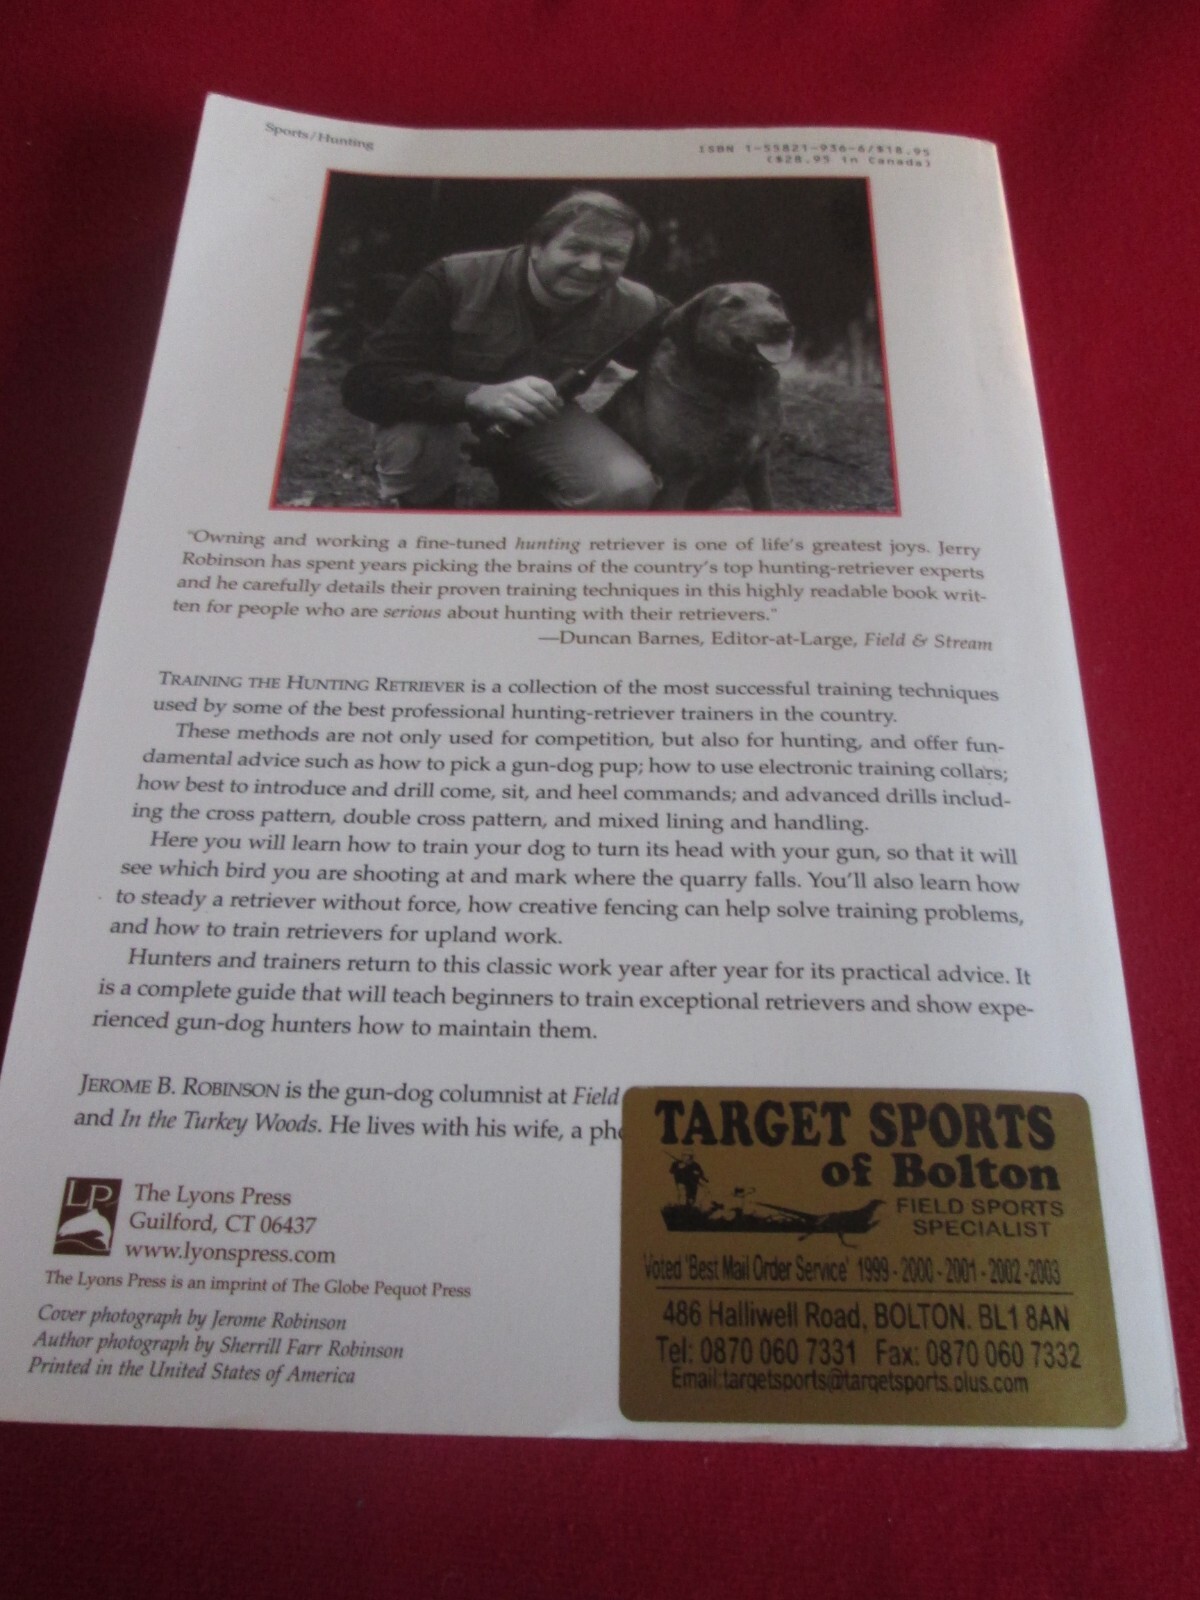 Sports/Hunting
ISBN 1-55821-936-6/$18.95
($28.95 in Canada)
"Owning and working a fine-tuned hunting retriever is one of life's greatest joys. Jerry
Robinson has spent years picking the brains of the country's top hunting-retriever experts
and he carefully details their proven training techniques in this highly readable book writ-
ten for people who are serious about hunting with their retrievers."
—Duncan Barnes, Editor-at-Large, Field & Stream
TRAINING THE HUNTING RETRIEVER is a collection of the most successful training techniques
used by some of the best professional hunting-retriever trainers in the country.
These methods are not only used for competition, but also for hunting, and offer fun-
damental advice such as how to pick a gun-dog pup; how to use electronic training collars;
how best to introduce and drill come, sit, and heel commands; and advanced drills includ-
ing the cross pattern, double cross pattern, and mixed lining and handling.
Here you will learn how to train your dog to turn its head with your gun, so that it will
see which bird you are shooting at and mark where the quarry falls. You'll also learn how
to steady a retriever without force, how creative fencing can help solve training problems,
and how to train retrievers for upland work.
Hunters and trainers return to this classic work year after year for its practical advice. It
is a complete guide that will teach beginners to train exceptional retrievers and show expe-
rienced gun-dog hunters how to maintain them.
JEROME B. ROBINSON is the gun-dog columnist at Field
and In the Turkey Woods. He lives with his wife, a pho
LP
The Lyons Press
Guilford, CT 06437
www.lyonspress.com
The Lyons Press is an imprint of The Globe Pequot Press
Cover photograph by Jerome Robinson
Author photograph by Sherrill Farr Robinson
Printed in the United States of America
TARGET SPORTS
of Bolton
FIELD SPORTS
SPECIALIST
Voted 'Best Mail Order Service' 1999 - 2000 - 2001 - 2002 - 2003
486 Halliwell Road, BOLTON. BL1 8AN
Tel: 0870 060 7331 Fax: 0870 060 7332
Email:targetsports@targetsports.plus.com